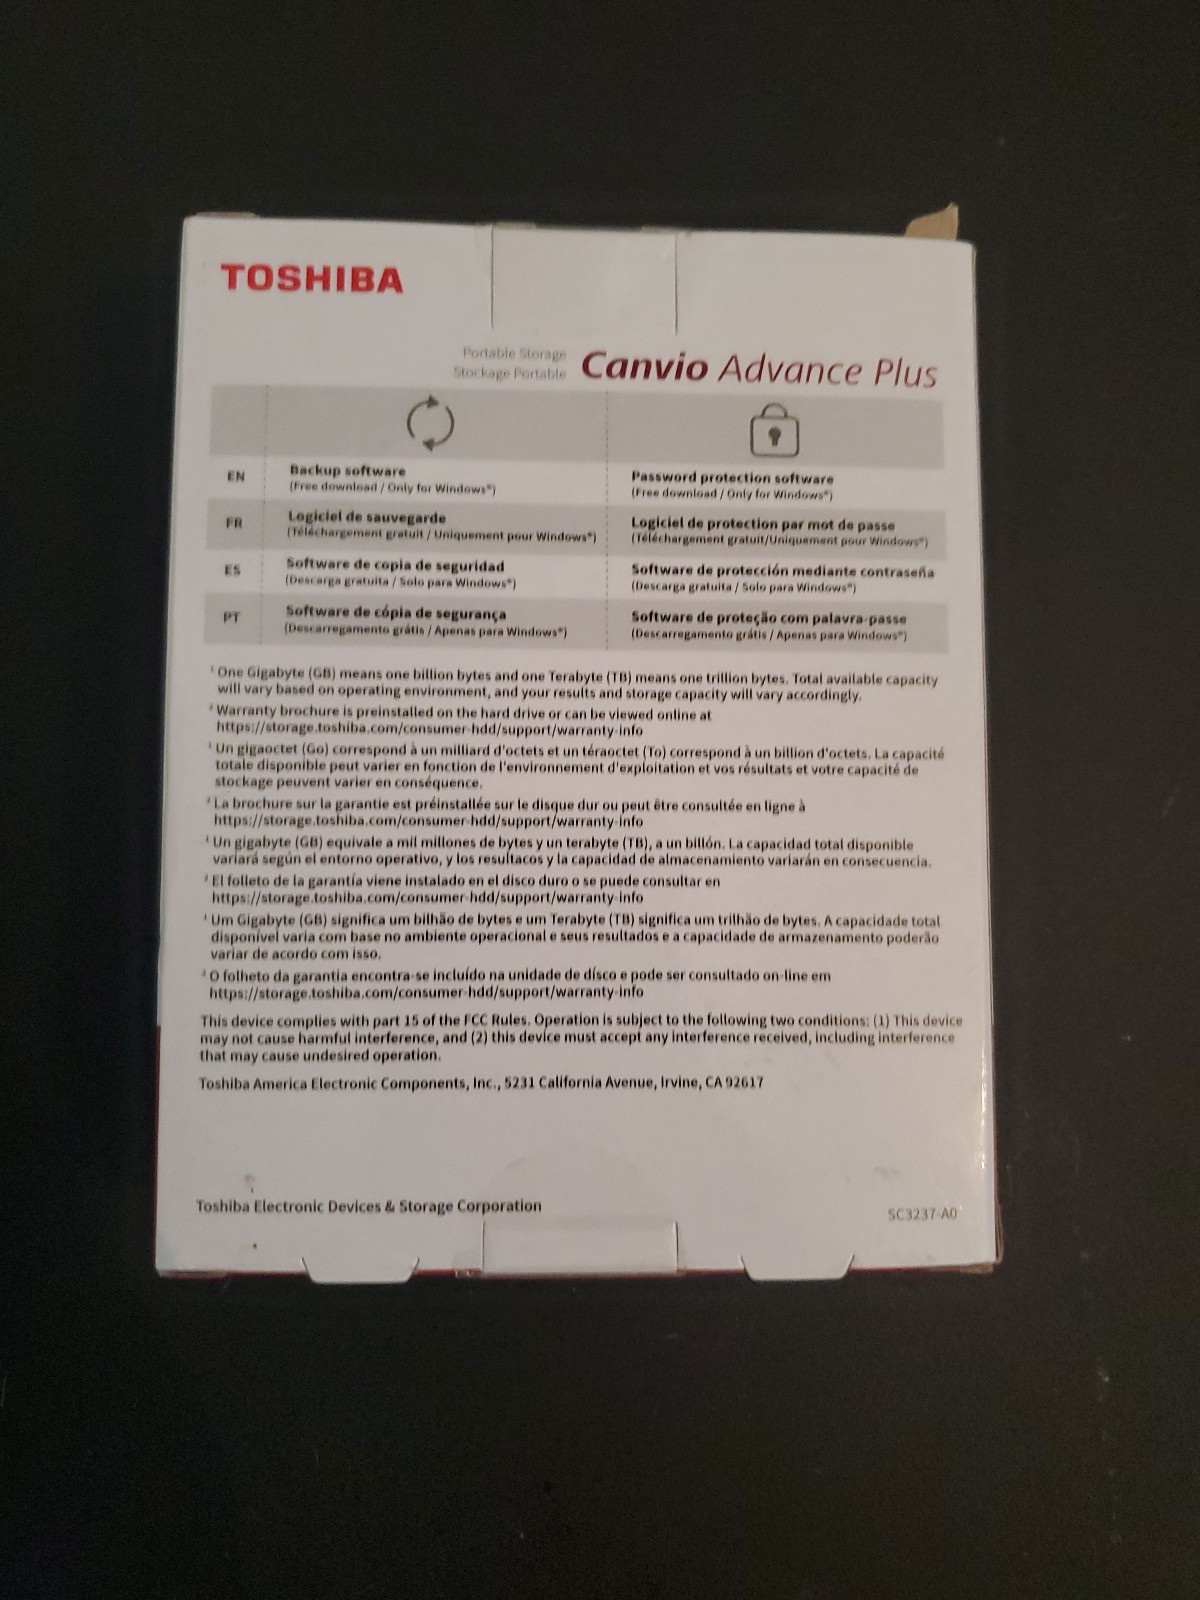 TOSHIBA
Portable Storage
Stockage Portable
Canvio Advance Plus
EN
Backup software
(Free download / Only for Windows®)
Password protection software
(Free download / Only for Windows®)
FR
Logiciel de sauvegarde
(Téléchargement gratuit / Uniquement pour Windows®)
Logiciel de protection par mot de passe
(Téléchargement gratuit/Uniquement pour Windows®)
ES
Software de copia de seguridad
(Descarga gratuita / Solo para Windows®)
Software de protección mediante contraseña
(Descarga gratuita / Solo para Windows®)
PT
Software de cópia de segurança
(Descarregamento grátis / Apenas para Windows®)
Software de proteção com palavra-passe
(Descarregamento grátis / Apenas para Windows®)
¹ One Gigabyte (GB) means one billion bytes and one Terabyte (TB) means one trillion bytes. Total available capacity
will vary based on operating environment, and your results and storage capacity will vary accordingly.
² Warranty brochure is preinstalled on the hard drive or can be viewed online at
https://storage.toshiba.com/consumer-hdd/support/warranty-info
¹ Un gigaoctet (Go) correspond à un milliard d'octets et un téraoctet (To) correspond à un billion d'octets. La capacité
totale disponible peut varier en fonction de l'environnement d'exploitation et vos résultats et votre capacité de
stockage peuvent varier en conséquence.
² La brochure sur la garantie est préinstallée sur le disque dur ou peut être consultée en ligne à
https://storage.toshiba.com/consumer-hdd/support/warranty-info
¹ Un gigabyte (GB) equivale a mil millones de bytes y un terabyte (TB), a un billón. La capacidad total disponible
variará según el entorno operativo, y los resultacos y la capacidad de almacenamiento variarán en consecuencia.
² El folleto de la garantía viene instalado en el disco duro o se puede consultar en
https://storage.toshiba.com/consumer-hdd/support/warranty-info
¹ Um Gigabyte (GB) significa um bilhão de bytes e um Terabyte (TB) significa um trilhão de bytes. A capacidade total
disponível varia com base no ambiente operacional e seus resultados e a capacidade de armazenamento poderão
variar de acordo com isso.
² O folheto da garantia encontra-se incluído na unidade de dísco e pode ser consultado on-line em
https://storage.toshiba.com/consumer-hdd/support/warranty-info
This device complies with part 15 of the FCC Rules. Operation is subject to the following two conditions: (1) This device
may not cause harmful interference, and (2) this device must accept any interference received, including interference
that may cause undesired operation.
Toshiba America Electronic Components, Inc., 5231 California Avenue, Irvine, CA 92617
Toshiba Electronic Devices & Storage Corporation
SC3237-A0